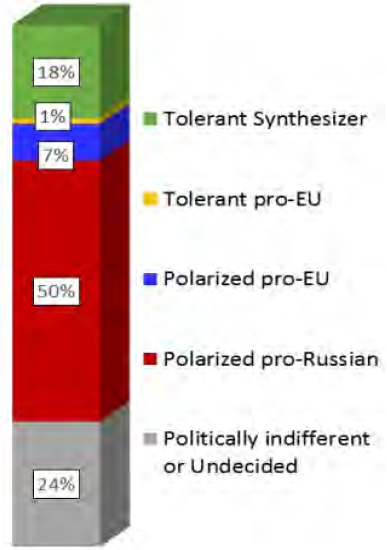 18%
1%
7%
50%
24%
Tolerant Synthesizer
Tolerant pro-EU
Polarized pro-EU
Polarized pro-Russian
Politically indifferent
or Undecided